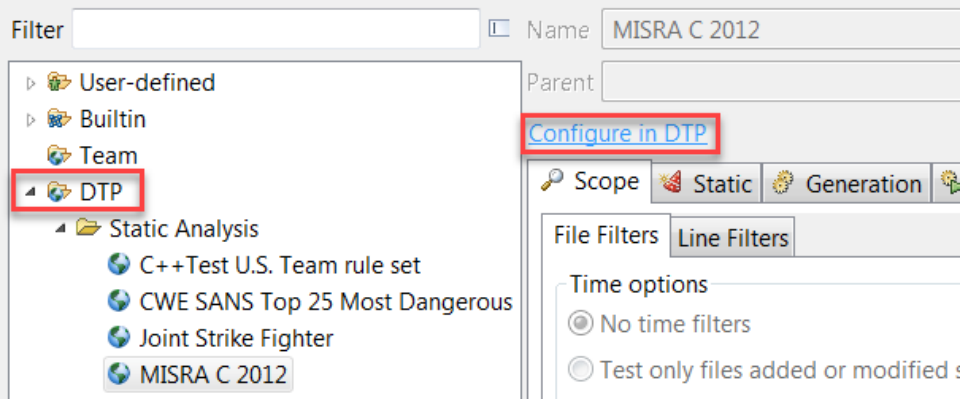 Filter
Name MISRA C 2012
User-defined
Parent
Builtin
Configure in DTP
Team
DTP
Scope Static Generation
Static Analysis
File Filters Line Filters
C++Test U.S. Team rule set
Time options
CWE SANS Top 25 Most Dangerous
No time filters
Joint Strike Fighter
MISRA C 2012
Test only files added or modified s